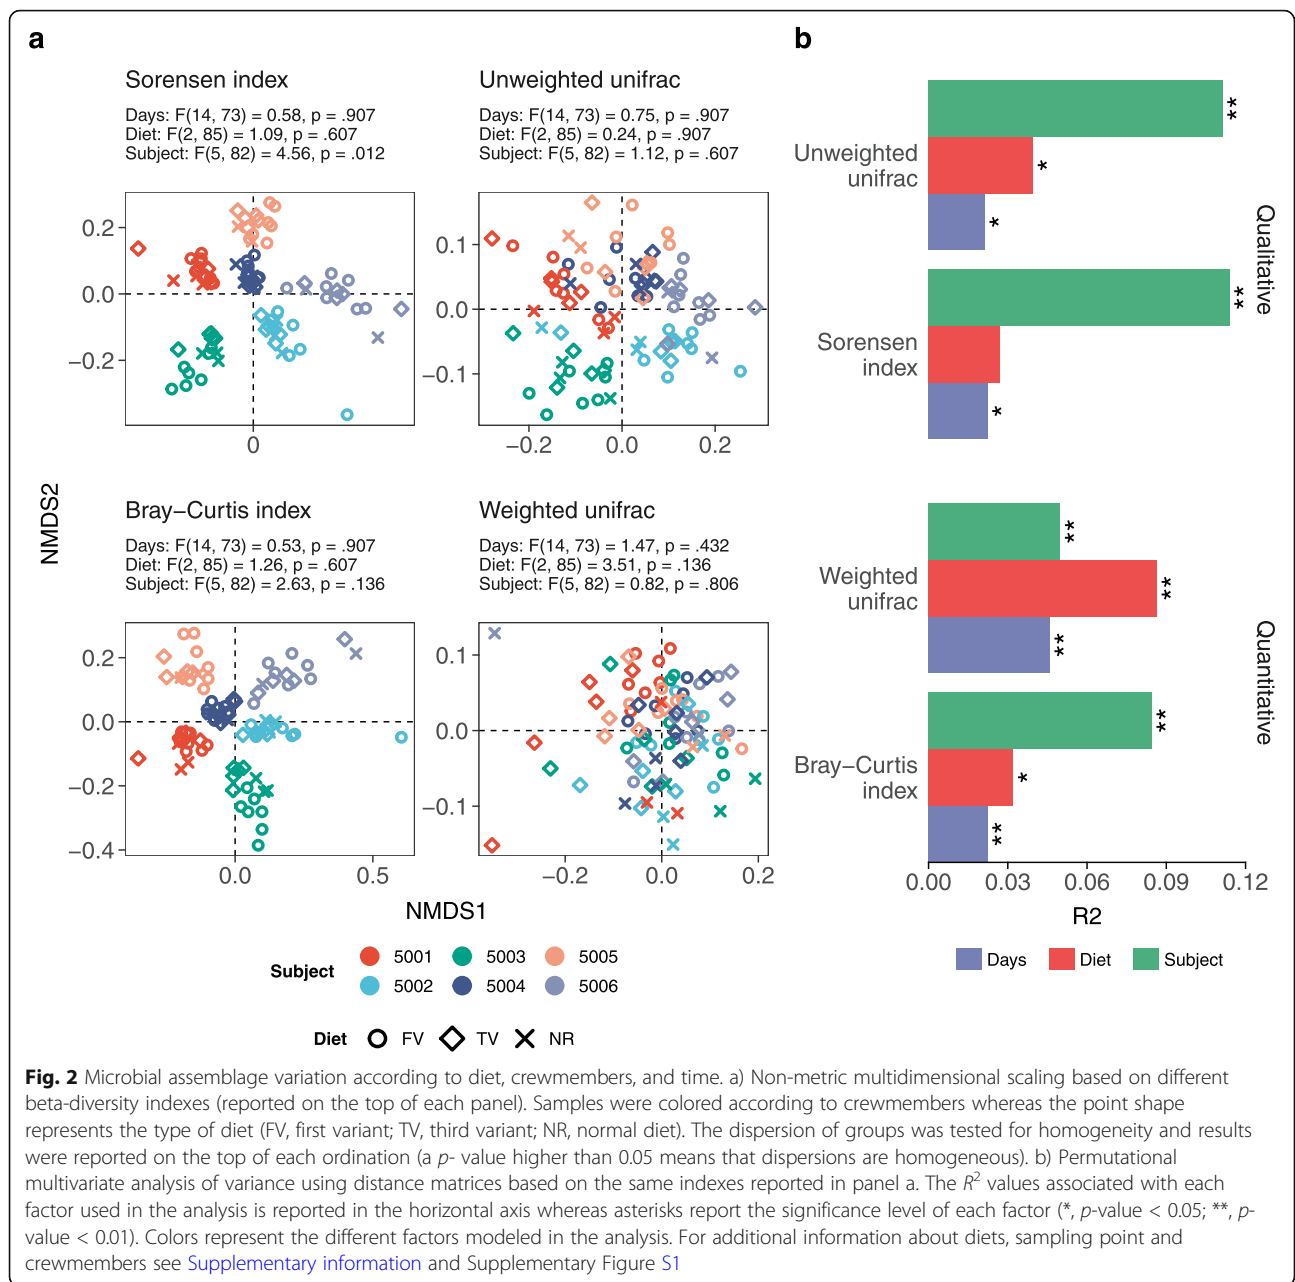 a
b
Sorensen index
Days: F(14, 73) = 0.58, p = .907
Diet: F(2, 85) = 1.09, p = .607
Subject: F(5, 82) = 4.56, p = .012
Unweighted unifrac
Days: F(14, 73) = 0.75, p = .907
Diet: F(2, 85) = 0.24, p = .907
Subject: F(5, 82) = 1.12, p = .607
0.2
0.0
−0.2
0
0.1
0.0
−0.1
−0.2 0.0 0.2
NMDS2
Bray−Curtis index
Days: F(14, 73) = 0.53, p = .907
Diet: F(2, 85) = 1.26, p = .607
Subject: F(5, 82) = 2.63, p = .136
Weighted unifrac
Days: F(14, 73) = 1.47, p = .432
Diet: F(2, 85) = 3.51, p = .136
Subject: F(5, 82) = 0.82, p = .806
0.2
0.0
−0.2
−0.4
0.0 0.5
0.1
0.0
−0.1
−0.2 0.0 0.2
NMDS1
Subject
5001 5003 5005
5002 5004 5006
Diet FV TV NR
Unweighted
unifrac
**
*
*
Sorensen
index
**
*
Qualitative
Weighted
unifrac
**
**
**
Bray−Curtis
index
**
*
**
Quantitative
0.00 0.03 0.06 0.09 0.12
R2
Days Diet Subject
Fig. 2 Microbial assemblage variation according to diet, crewmembers, and time. a) Non-metric multidimensional scaling based on different
beta-diversity indexes (reported on the top of each panel). Samples were colored according to crewmembers whereas the point shape
represents the type of diet (FV, first variant; TV, third variant; NR, normal diet). The dispersion of groups was tested for homogeneity and results
were reported on the top of each ordination (a p- value higher than 0.05 means that dispersions are homogeneous). b) Permutational
multivariate analysis of variance using distance matrices based on the same indexes reported in panel a. The R² values associated with each
factor used in the analysis is reported in the horizontal axis whereas asterisks report the significance level of each factor (*, p-value < 0.05; **, p-
value < 0.01). Colors represent the different factors modeled in the analysis. For additional information about diets, sampling point and
crewmembers see Supplementary information and Supplementary Figure S1